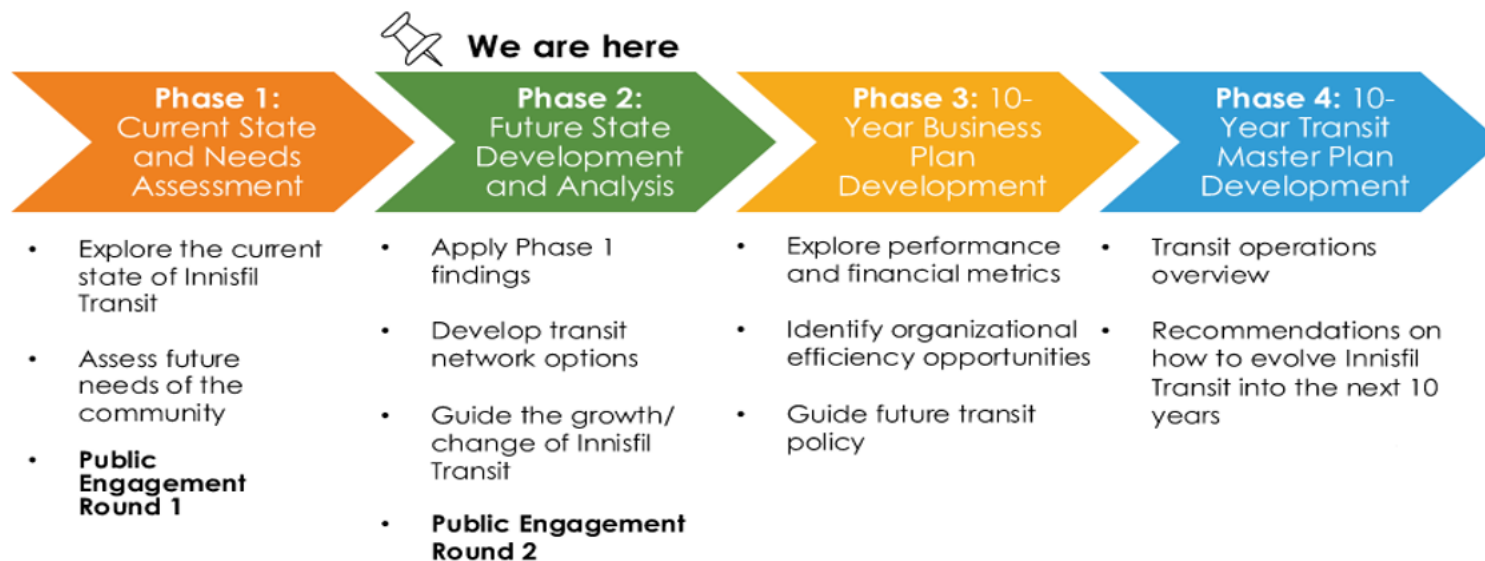 We are here
Phase 1:
Current State
and Needs
Assessment
• Explore the current
state of Innisfil
Transit
• Assess future
needs of the
community
• Public
Engagement
Round 1
Phase 2:
Future State
Development
and Analysis
• Apply Phase 1
findings
• Develop transit
network options
• Guide the growth/
change of Innisfil
Transit
• Public Engagement
Round 2
Phase 3: 10-
Year Business
Plan
Development
• Explore performance
and financial metrics
• Identify organizational
efficiency opportunities
• Guide future transit
policy
Phase 4: 10-
Year Transit
Master Plan
Development
• Transit operations
overview
• Recommendations on
how to evolve Innisfil
Transit into the next 10
years